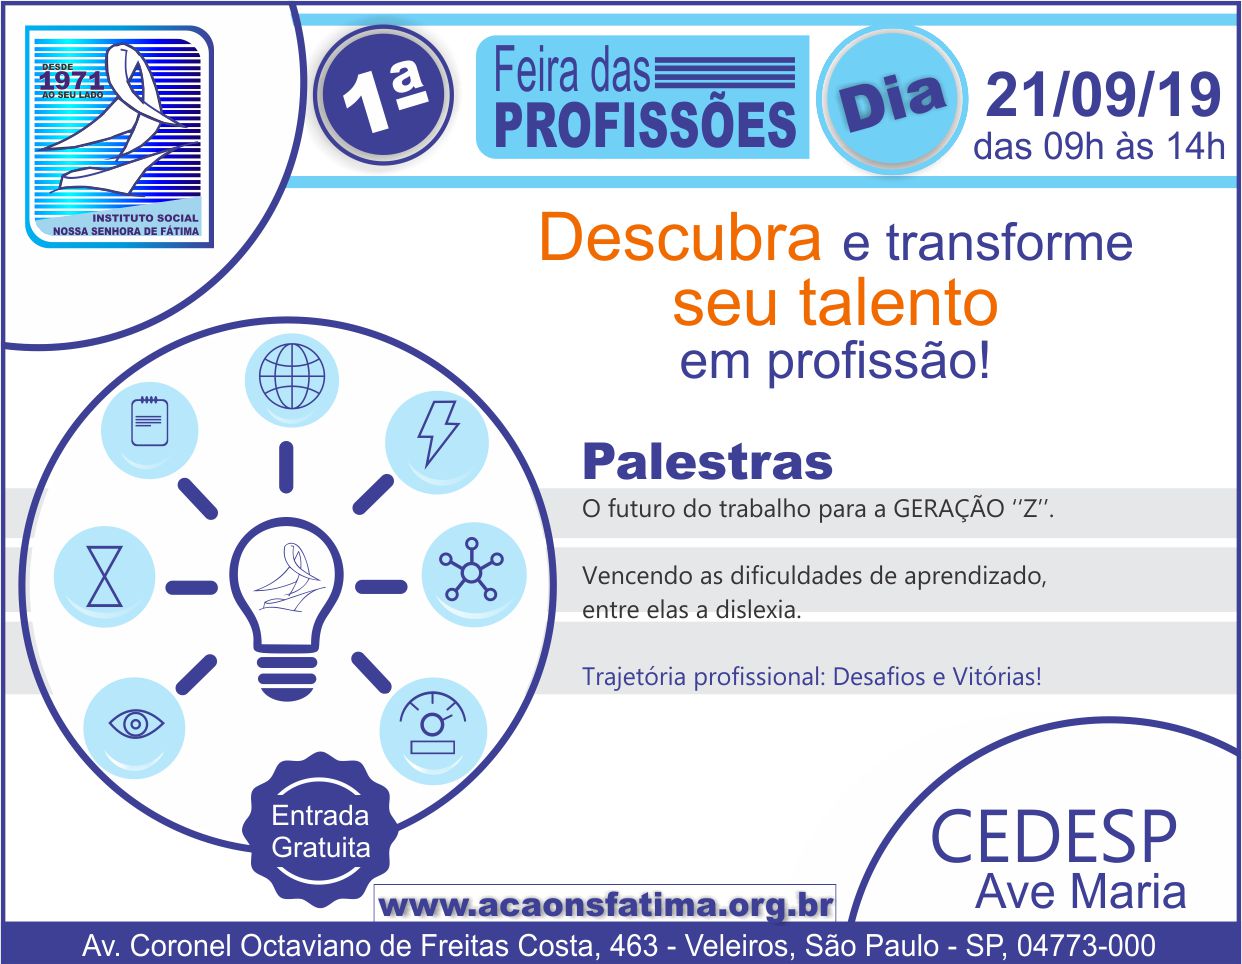 DESDE
1971
AO SEU LADO
INSTITUTO SOCIAL
NOSSA SENHORA DE FÁTIMA
1ª
Feira das
PROFISSÕES
Dia
21/09/19
das 09h às 14h
Descubra e transforme
seu talento
em profissão!
Palestras
O futuro do trabalho para a GERAÇÃO ‘‘Z’’.
Vencendo as dificuldades de aprendizado,
entre elas a dislexia.
Trajetória profissional: Desafios e Vitórias!
Entrada
Gratuita
CEDESP
Ave Maria
www.acaonsfatima.org.br
Av. Coronel Octaviano de Freitas Costa, 463 - Veleiros, São Paulo - SP, 04773-000